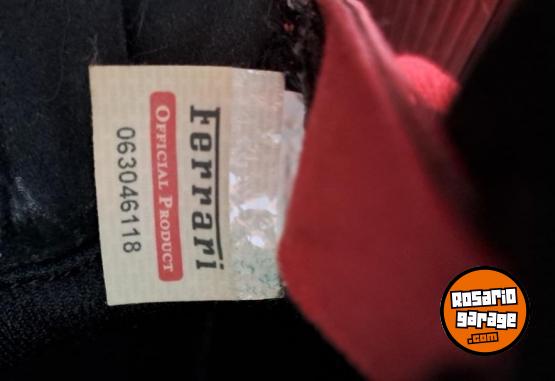 Ferrari
OFFICIAL PRODUCT
063046118
ROSARIO
GARAGE
.com